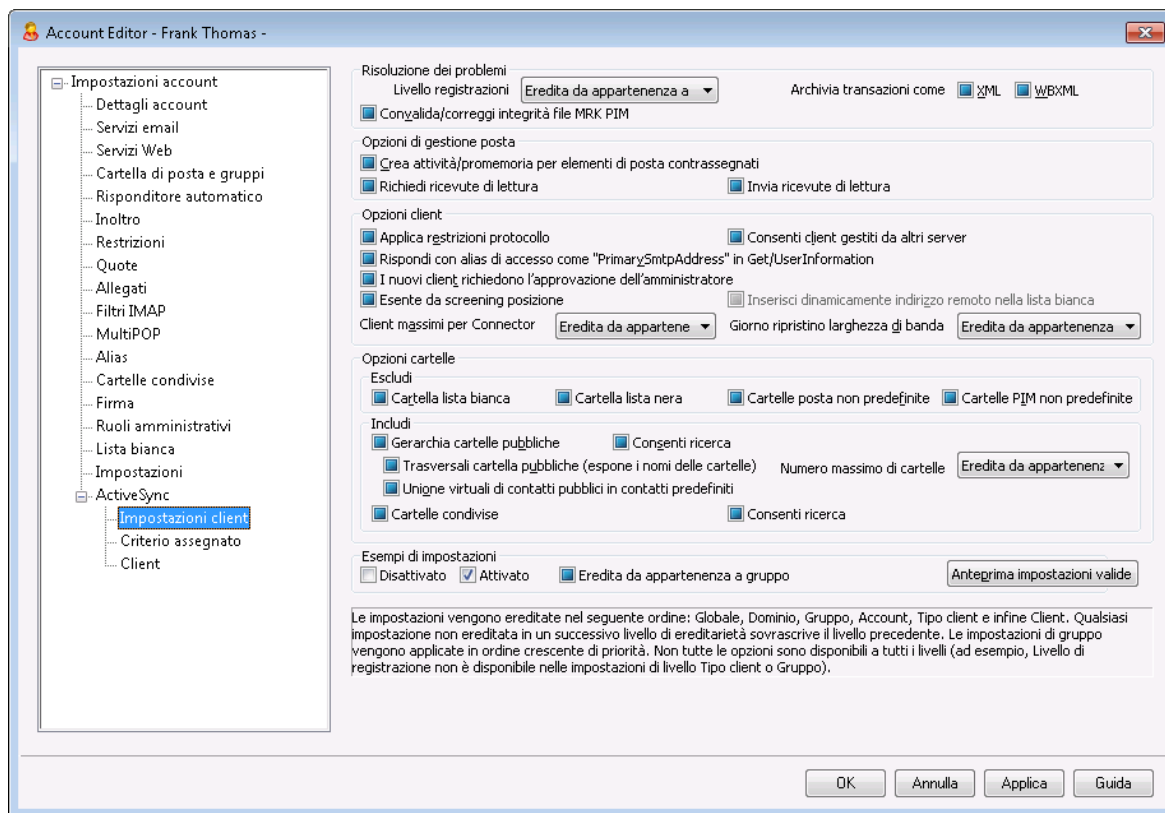 Account Editor - Frank Thomas -
Impostazioni account
Dettagli account
Servizi email
Servizi Web
Cartella di posta e gruppi
Risponditore automatico
Inoltro
Restrizioni
Quote
Allegati
Filtri IMAP
MultiPOP
Alias
Cartelle condivise
Firma
Ruoli amministrativi
Lista bianca
Impostazioni
ActiveSync
Impostazioni client
Criterio assegnato
Client
Risoluzione dei problemi
Livello registrazioni Eredita da appartenenza a Archivia transazioni come XML WBXML
Convalida/correggi integrità file MRK PIM
Opzioni di gestione posta
Crea attività/promemoria per elementi di posta contrassegnati
Richiedi ricevute di lettura Invia ricevute di lettura
Opzioni client
Applica restrizioni protocollo Consenti client gestiti da altri server
Rispondi con alias di accesso come "PrimarySmtpAddress" in Get/UserInformation
I nuovi client richiedono l'approvazione dell'amministratore
Esente da screening posizione Inserisci dinamicamente indirizzo remoto nella lista bianca
Client massimi per Connector Eredita da appartene Giorno ripristino larghezza di banda Eredita da appartenenza
Opzioni cartelle
Escludi
Cartella lista bianca Cartella lista nera Cartelle posta non predefinite Cartelle PIM non predefinite
Includi
Gerarchia cartelle pubbliche Consenti ricerca
Trasversali cartella pubbliche (espone i nomi delle cartelle) Numero massimo di cartelle Eredita da appartenenz
Unione virtuali di contatti pubblici in contatti predefiniti
Cartelle condivise Consenti ricerca
Esempi di impostazioni
Disattivato Attivato Eredita da appartenenza a gruppo Anteprima impostazioni valide
Le impostazioni vengono ereditate nel seguente ordine: Globale, Dominio, Gruppo, Account, Tipo client e infine Client. Qualsiasi
impostazione non ereditata in un successivo livello di ereditarietà sovrascrive il livello precedente. Le impostazioni di gruppo
vengono applicate in ordine crescente di priorità. Non tutte le opzioni sono disponibili a tutti i livelli (ad esempio, Livello di
registrazione non è disponibile nelle impostazioni di livello Tipo client o Gruppo).
OK Annulla Applica Guida